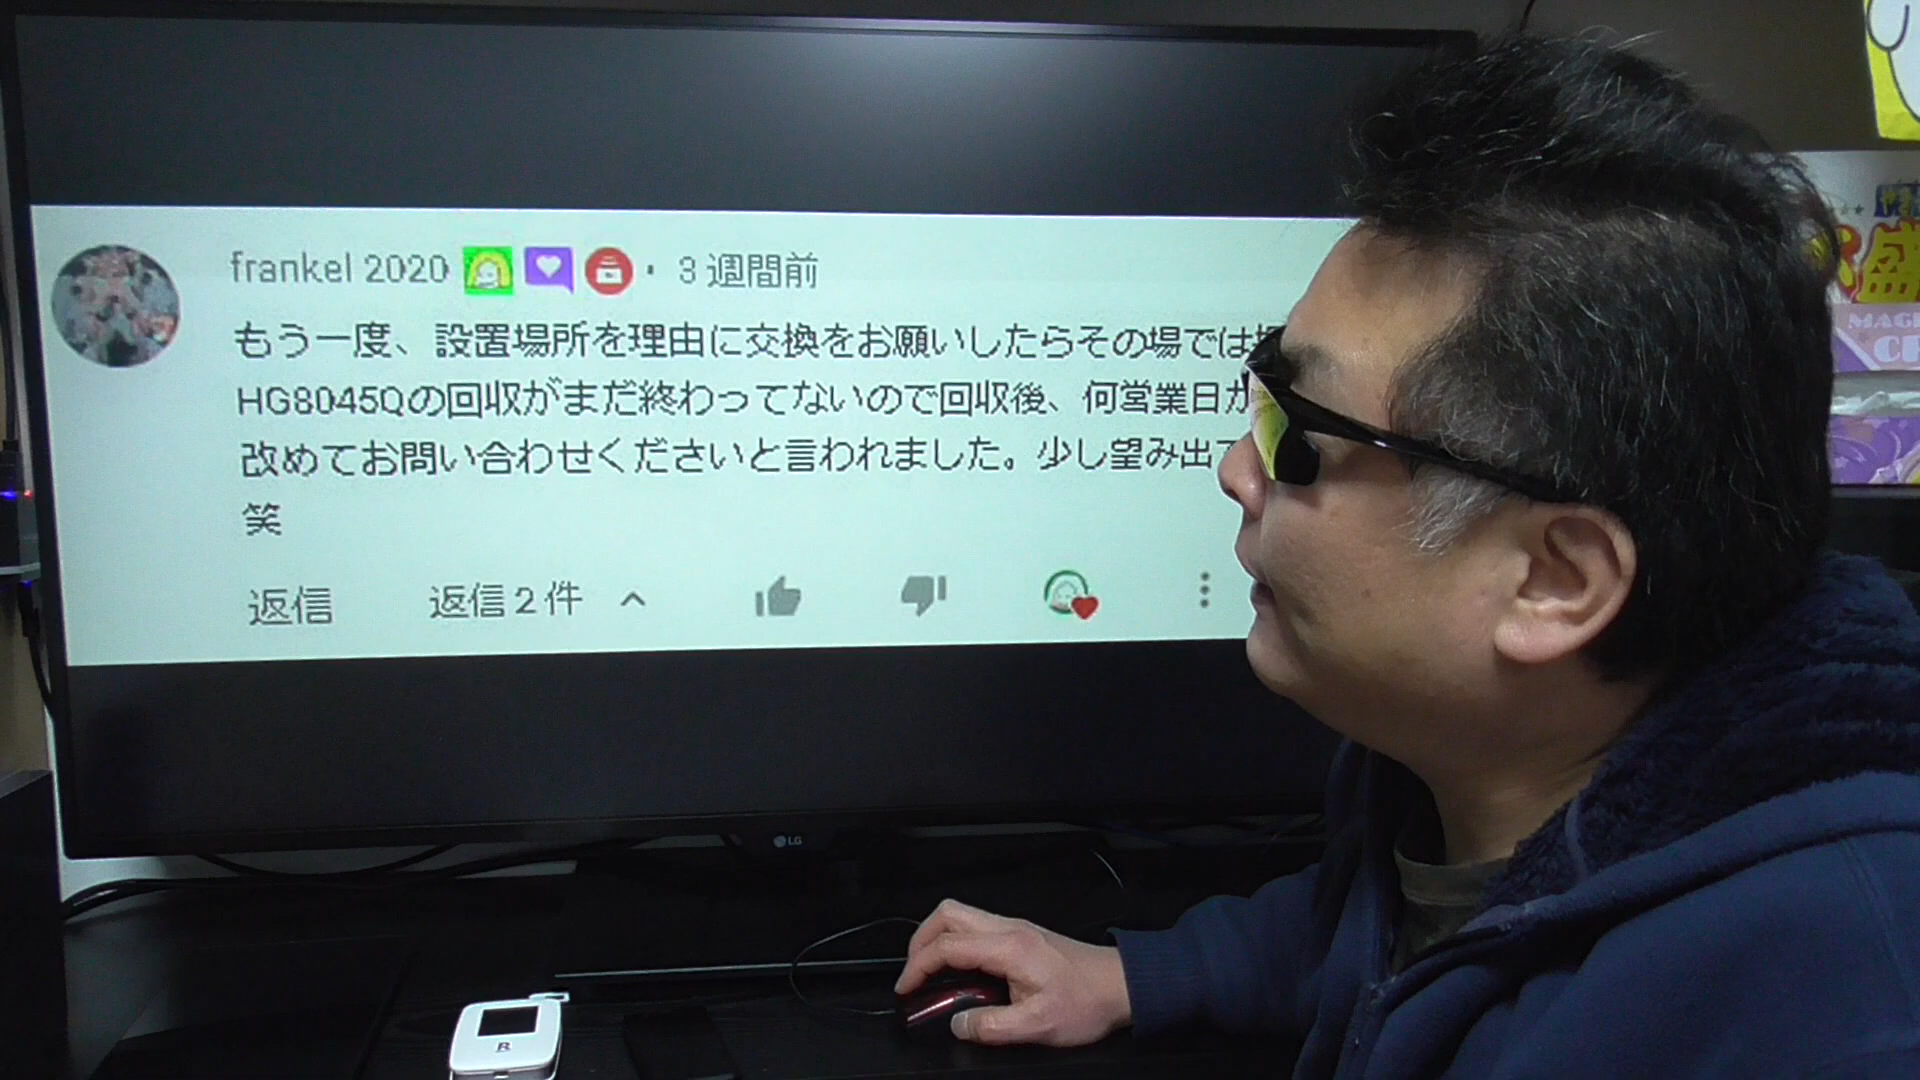 frankel 2020 · 3 週間前
もう一度、設置場所を理由に交換をお願いしたらその場では
HG8045Qの回収がまだ終わってないので回収後、何営業日か
改めてお問い合わせくださいと言われました。少し望み出て
笑
返信 返信 2 件
LG
R
盛
MAGI